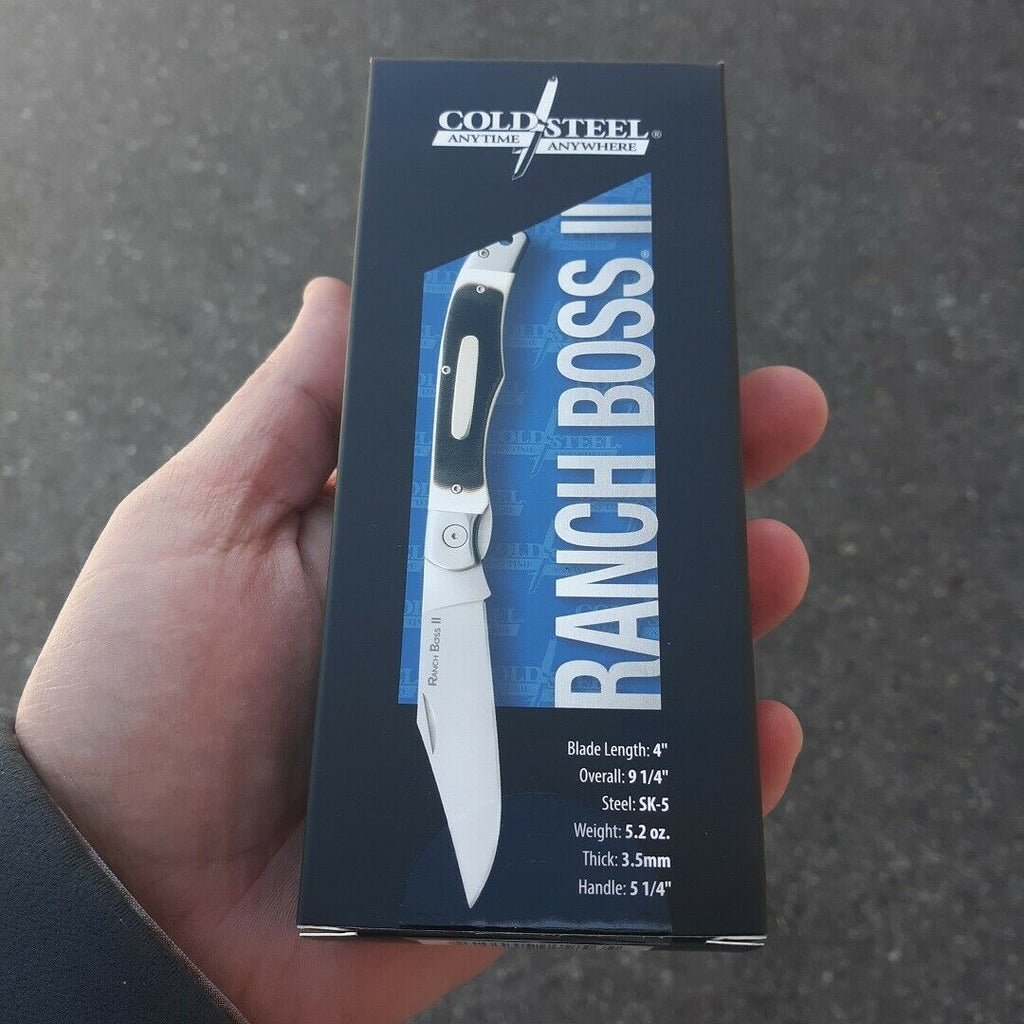 COLD STEEL®
ANYTIME ANYWHERE
RANCH BOSS® II
RANCH BOSS II
Blade Length: 4"
Overall: 9 1/4"
Steel: SK-5
Weight: 5.2 oz.
Thick: 3.5mm
Handle: 5 1/4"